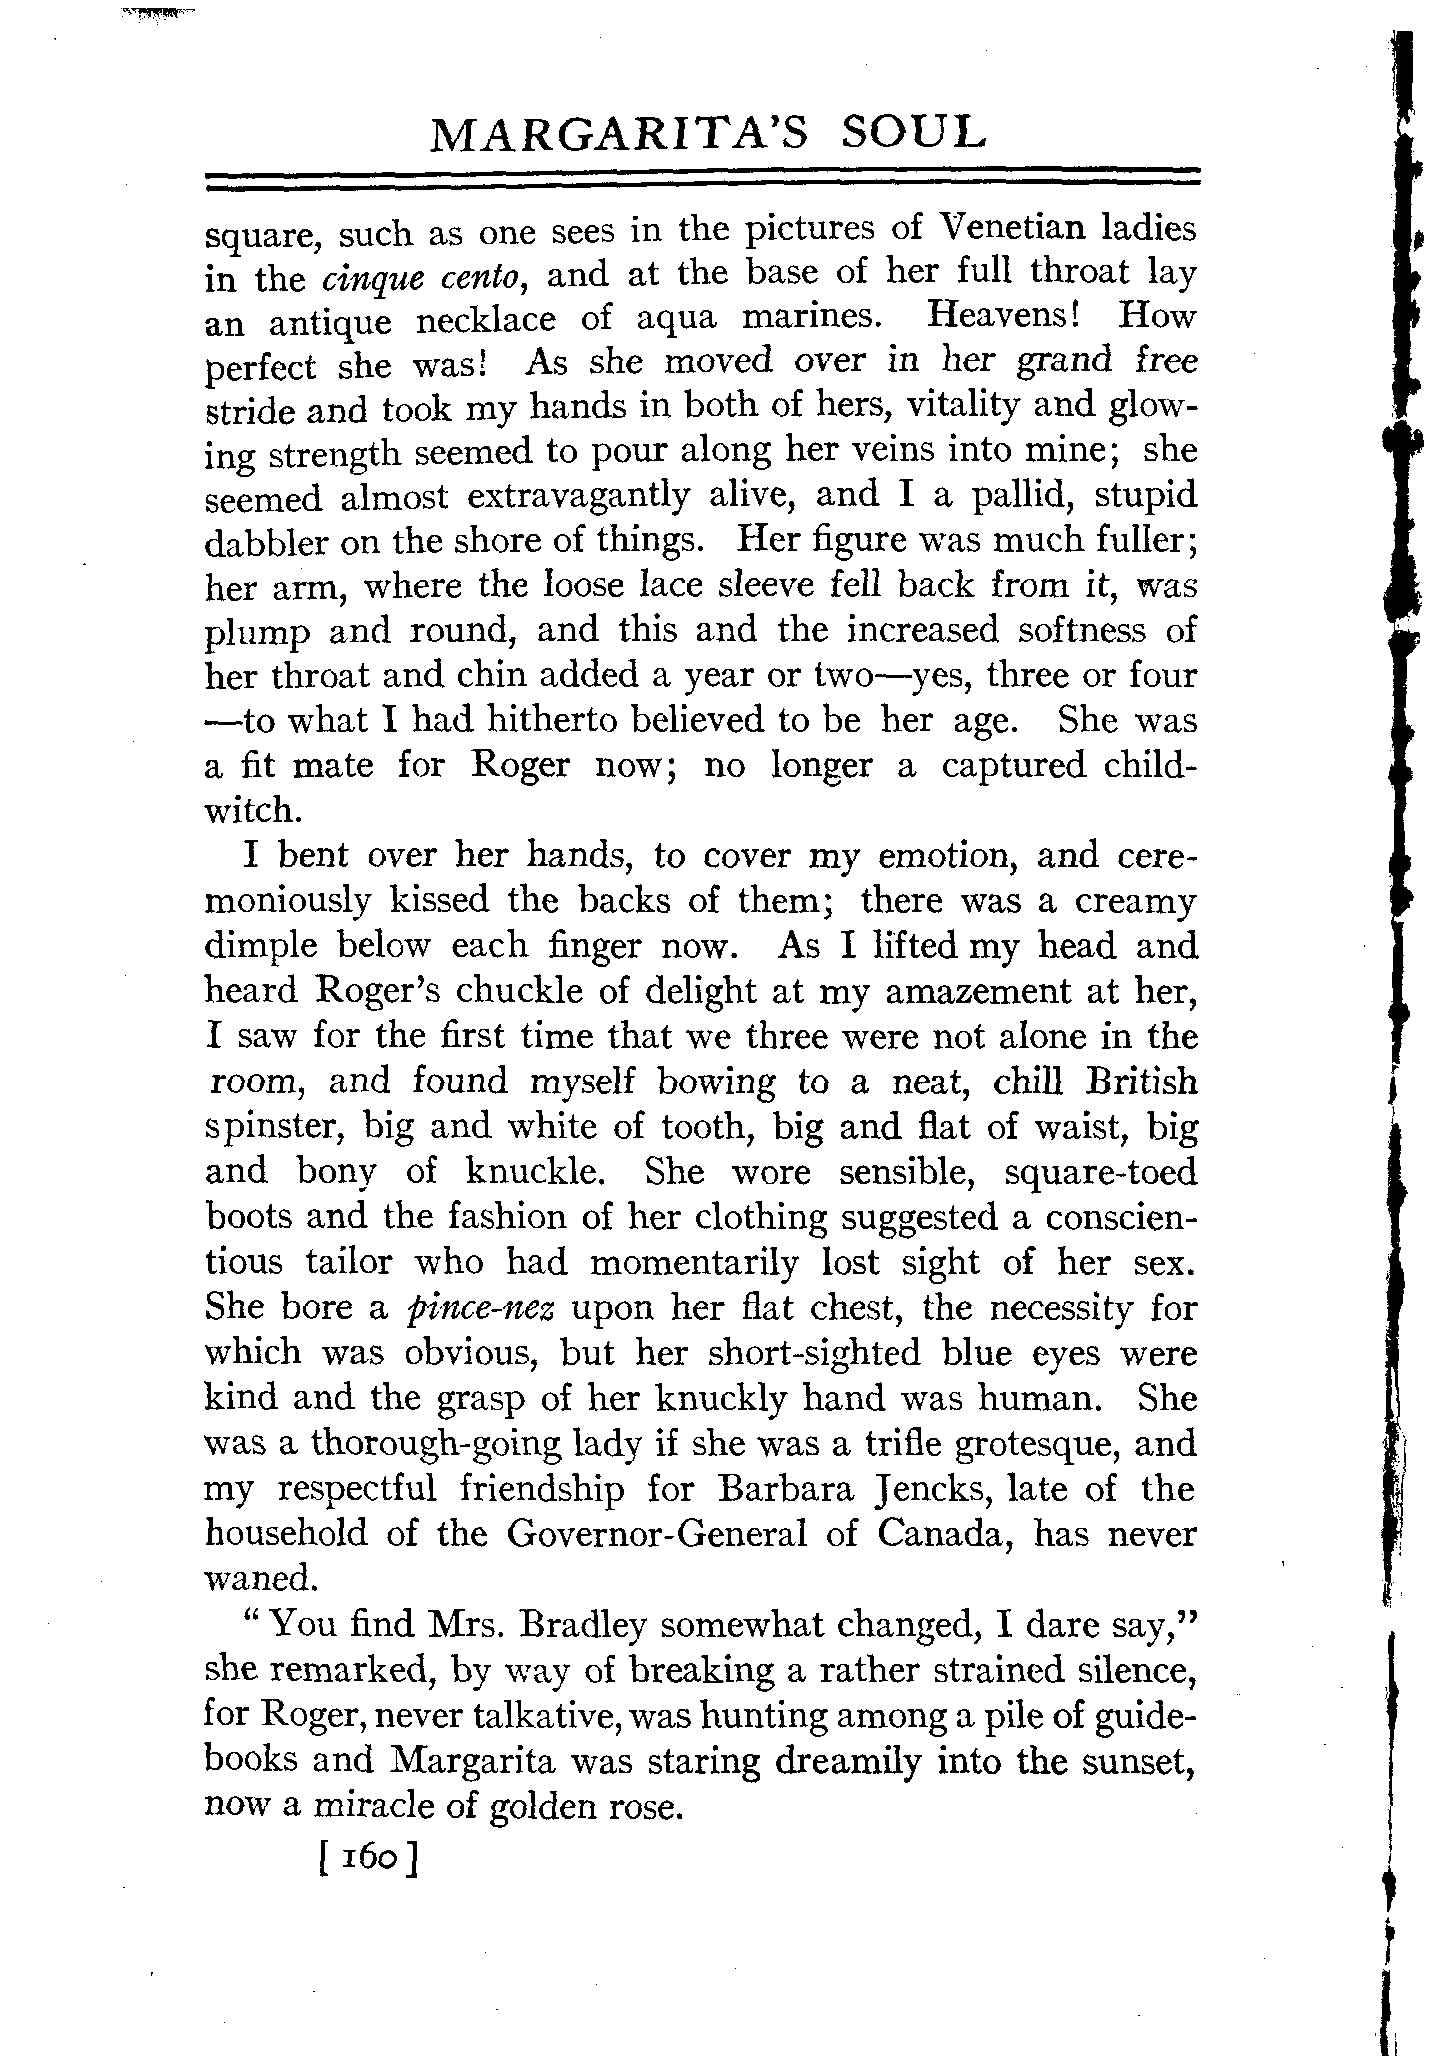 MARGARITA'S SOUL
square, such as one sees in the pictures of Venetian ladies
in the cinque cento, and at the base of her full throat lay
an antique necklace of aqua marines. Heavens! How
perfect she was! As she moved over in her grand free
stride and took my hands in both of hers, vitality and glow-
ing strength seemed to pour along her veins into mine; she
seemed almost extravagantly alive, and I a pallid, stupid
dabbler on the shore of things. Her figure was much fuller;
her arm, where the loose lace sleeve fell back from it, was
plump and round, and this and the increased softness of
her throat and chin added a year or two—yes, three or four
—to what I had hitherto believed to be her age. She was
a fit mate for Roger now; no longer a captured child-
witch.
I bent over her hands, to cover my emotion, and cere-
moniously kissed the backs of them; there was a creamy
dimple below each finger now. As I lifted my head and
heard Roger's chuckle of delight at my amazement at her,
I saw for the first time that we three were not alone in the
room, and found myself bowing to a neat, chill British
spinster, big and white of tooth, big and flat of waist, big
and bony of knuckle. She wore sensible, square-toed
boots and the fashion of her clothing suggested a conscien-
tious tailor who had momentarily lost sight of her sex.
She bore a pince-nez upon her flat chest, the necessity for
which was obvious, but her short-sighted blue eyes were
kind and the grasp of her knuckly hand was human. She
was a thorough-going lady if she was a trifle grotesque, and
my respectful friendship for Barbara Jencks, late of the
household of the Governor-General of Canada, has never
waned.
"You find Mrs. Bradley somewhat changed, I dare say,"
she remarked, by way of breaking a rather strained silence,
for Roger, never talkative, was hunting among a pile of guide-
books and Margarita was staring dreamily into the sunset,
now a miracle of golden rose.
[ 160 ]